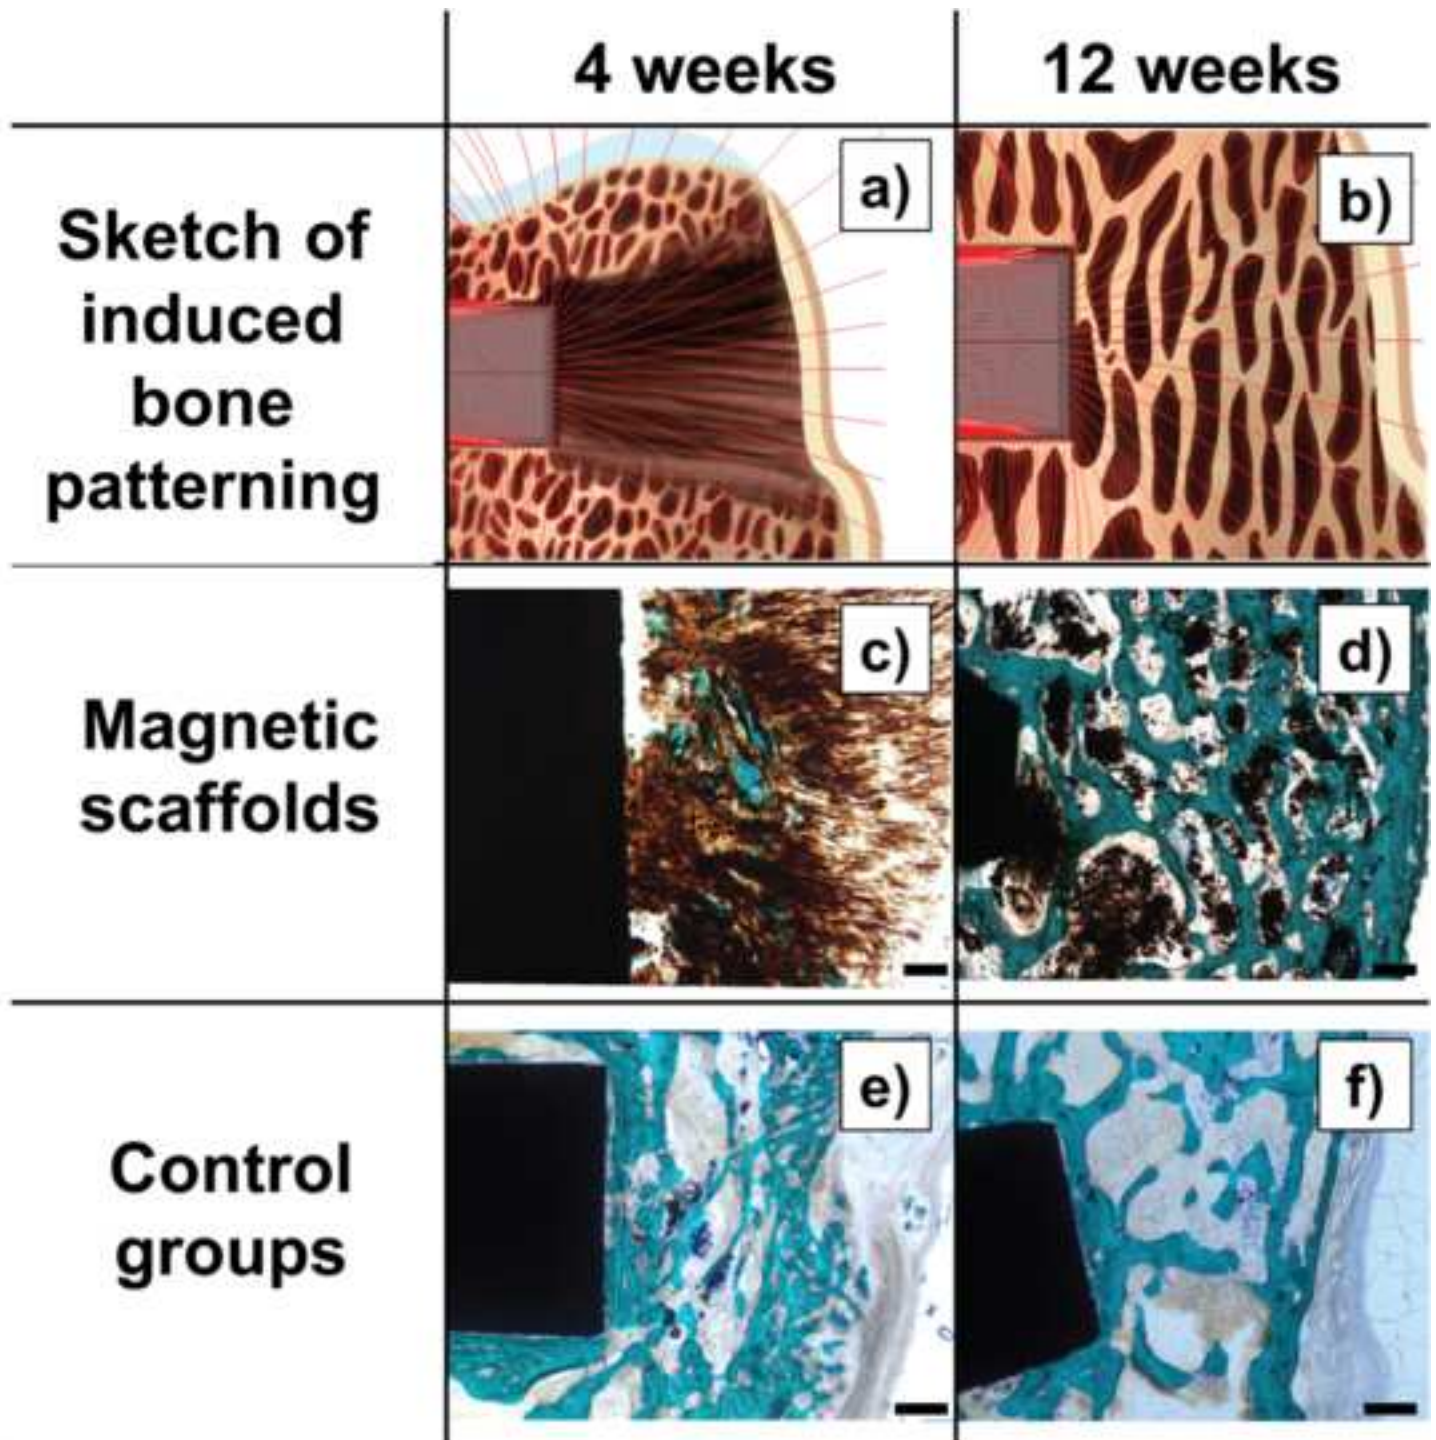 4 weeks
12 weeks
Sketch of
induced
bone
patterning
a)
b)
Magnetic
scaffolds
c)
d)
Control
groups
e)
f)